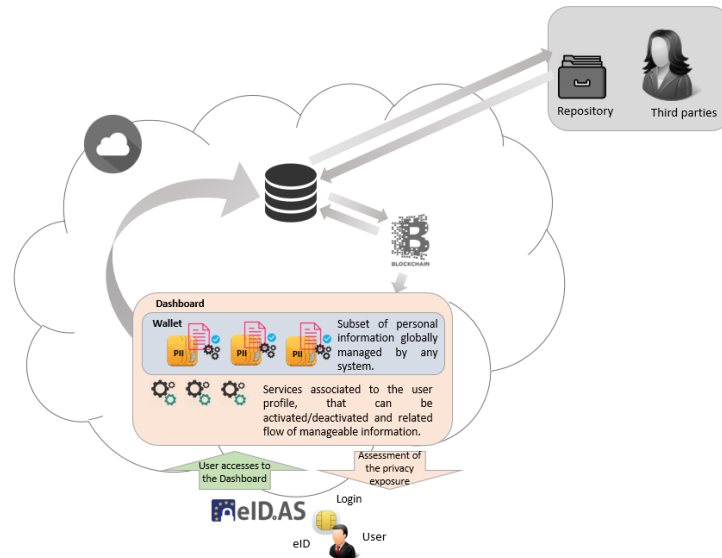 Repository
Third parties
BLOCKCHAIN
Dashboard
Wallet
PII
PII
PII
Subset of personal
information globally
managed by any
system.
Services associated to the user
profile, that can be
activated/deactivated and related
flow of manageable information.
User accesses to
the Dashboard
Assessment of
the privacy
exposure
eID.AS
Login
eID
User